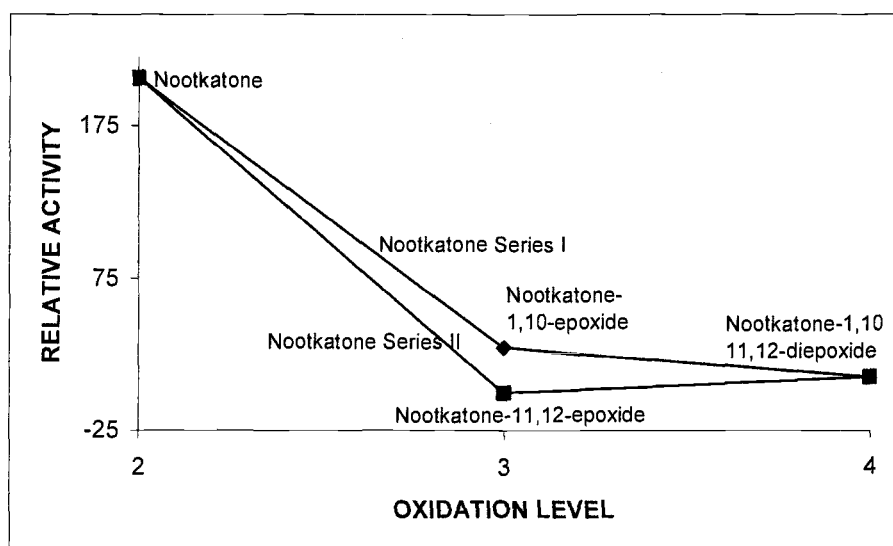 Nootkatone
175
Nootkatone Series I
75
Nootkatone-
1,10-epoxide
Nootkatone-1,10
11,12-diepoxide
Nootkatone Series II
Nootkatone-11,12-epoxide
-25
2
3
4
RELATIVE ACTIVITY
OXIDATION LEVEL